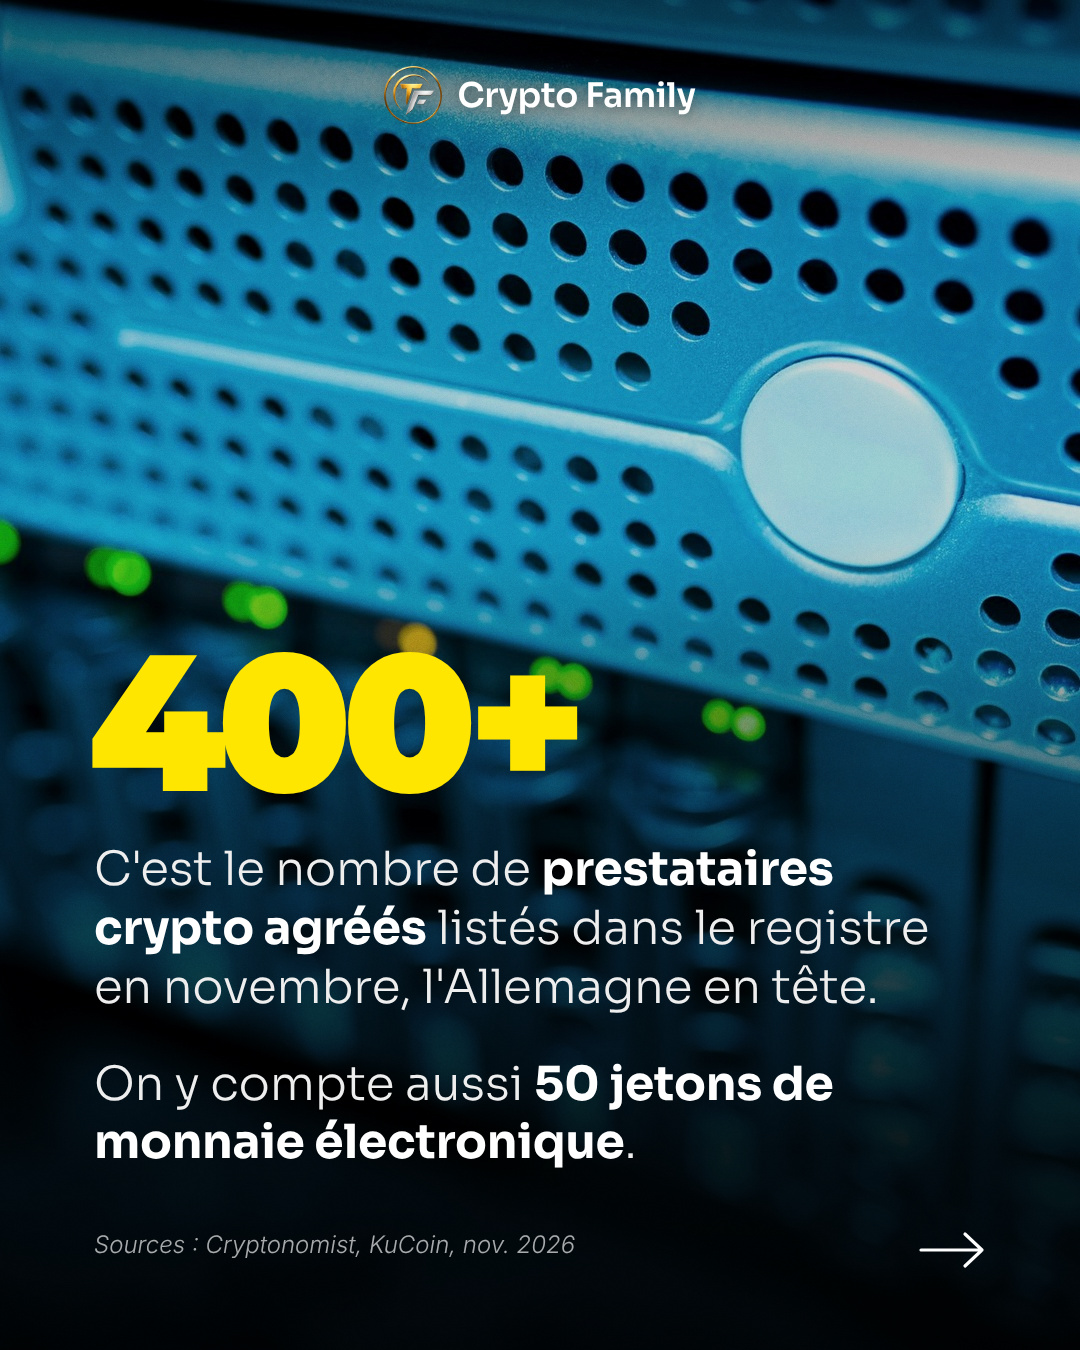 Crypto Family
400+
C'est le nombre de prestataires
crypto agréés listés dans le registre
en novembre, l'Allemagne en tête.
On y compte aussi 50 jetons de
monnaie électronique.
Sources : Cryptonomist, KuCoin, nov. 2026